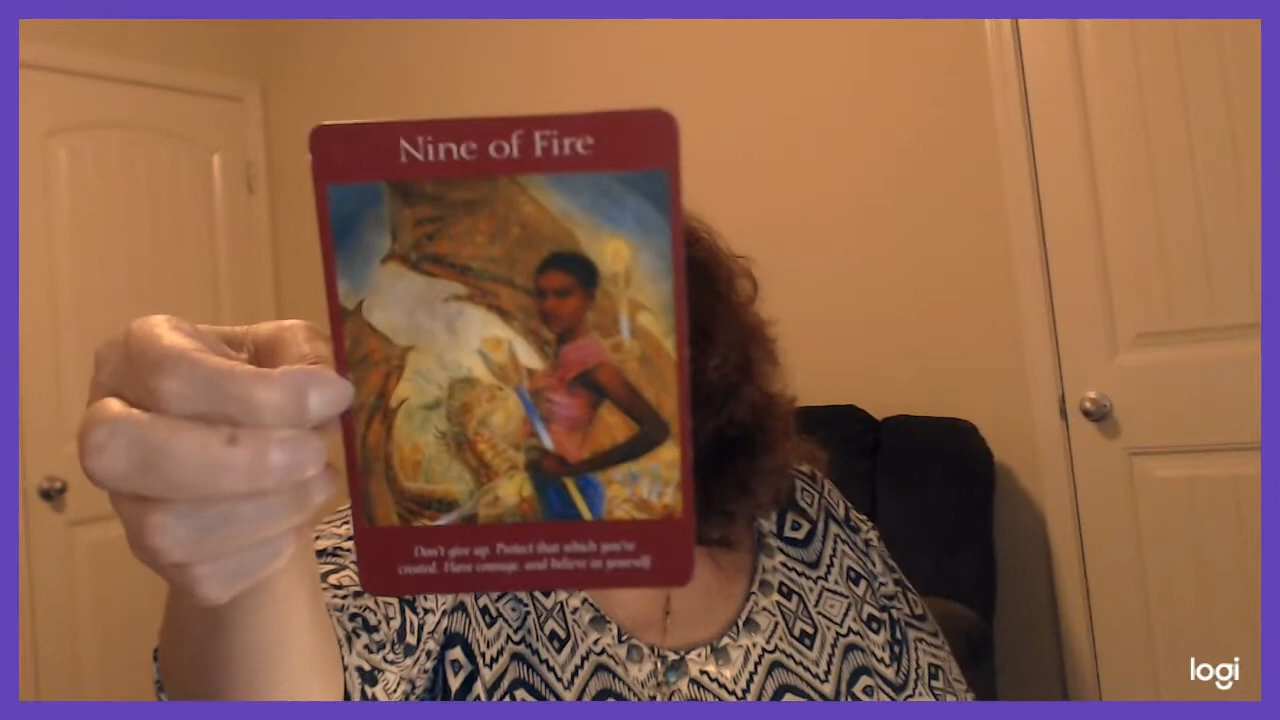 Nine of Fire
Don't give up. Protect that which you've
created. Have courage, and believe in yourself.
logi